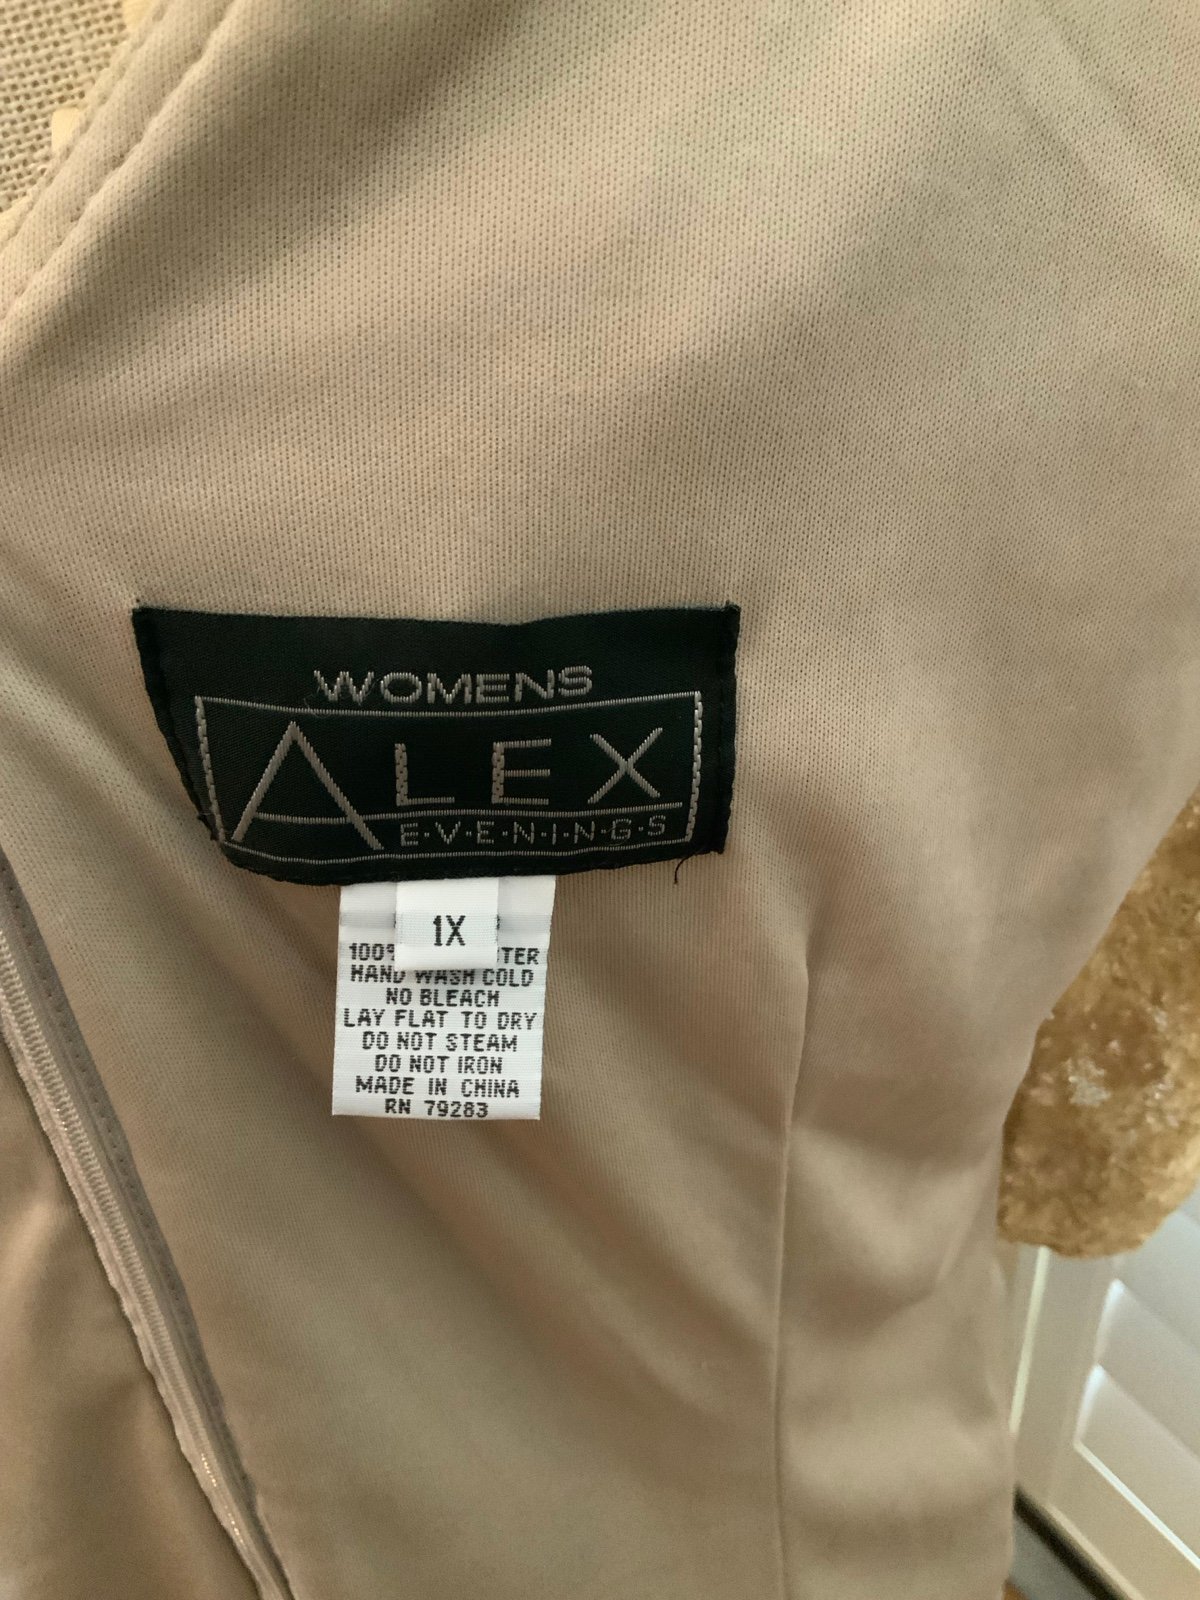 WOMENS
ALEX
E·V·E·N·I·N·G·S
1X
100%
HAND WASH COLD
NO BLEACH
LAY FLAT TO DRY
DO NOT STEAM
DO NOT IRON
MADE IN CHINA
RN 79283